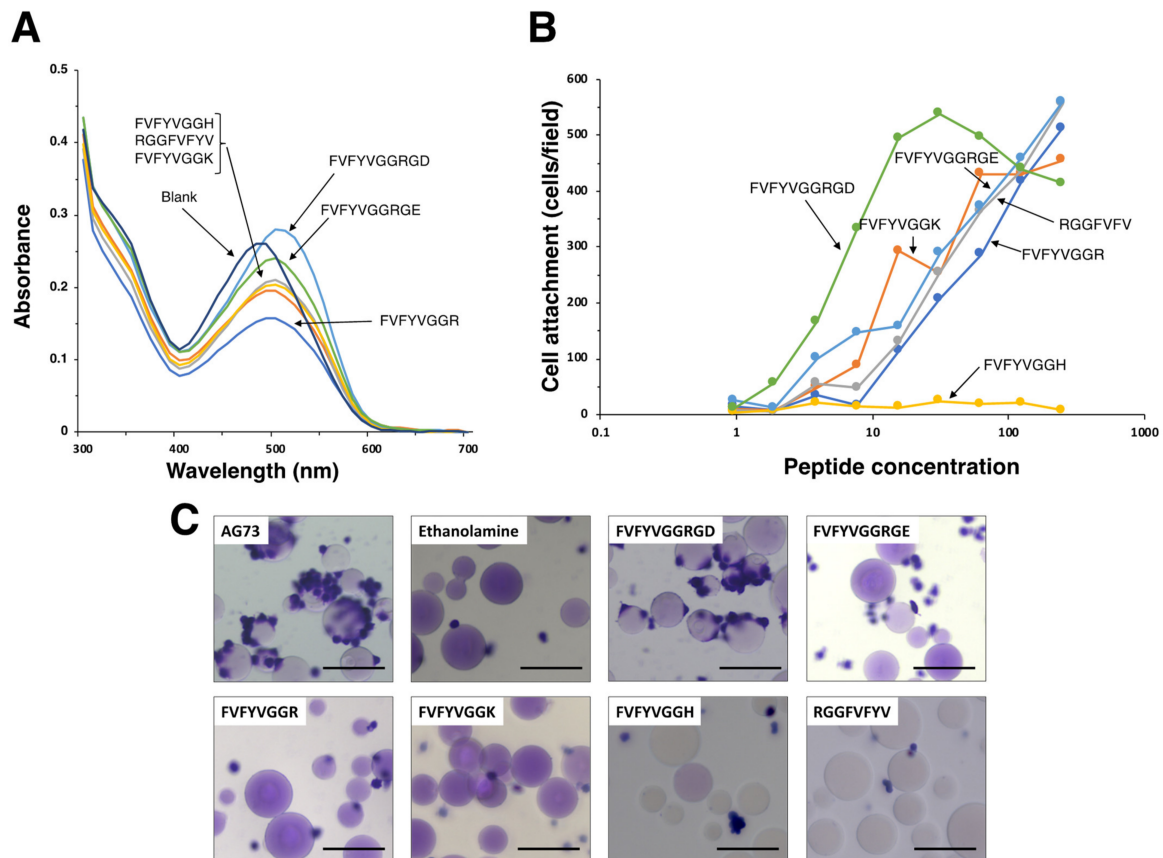 A
0.5
0.4
0.3
0.2
0.1
0
300
400
500
600
700
Absorbance
Wavelength (nm)
FVFYVGGH
RGGFVFYV
FVFYVGGK
Blank
FVFYVGGRGD
FVFYVGGRGE
FVFYVGGR
B
600
500
400
300
200
100
0
0.1
1
10
100
1000
Cell attachment (cells/field)
Peptide concentration
FVFYVGGRGD
FVFYVGGRGE
FVFYVGGK
RGGFVFV
FVFYVGGR
FVFYVGGH
C
AG73
Ethanolamine
FVFYVGGRGD
FVFYVGGRGE
FVFYVGGR
FVFYVGGK
FVFYVGGH
RGGFVFYV